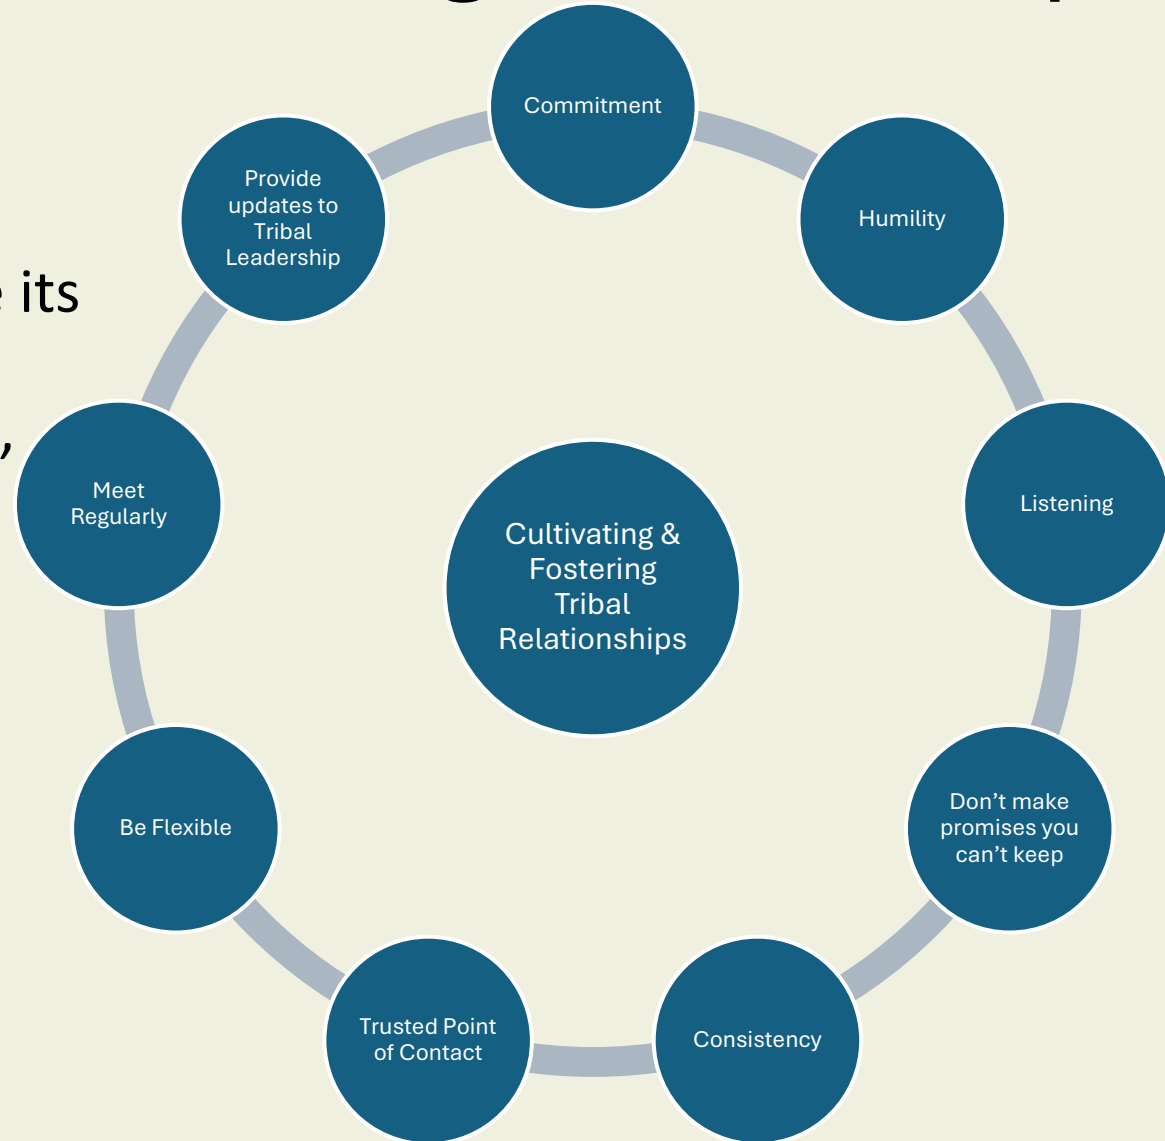 Commitment
Humility
Listening
Don’t make
promises you
can’t keep
Consistency
Trusted Point
of Contact
Be Flexible
Meet
Regularly
Provide
updates to
Tribal
Leadership
Cultivating &
Fostering
Tribal
Relationships
its
,